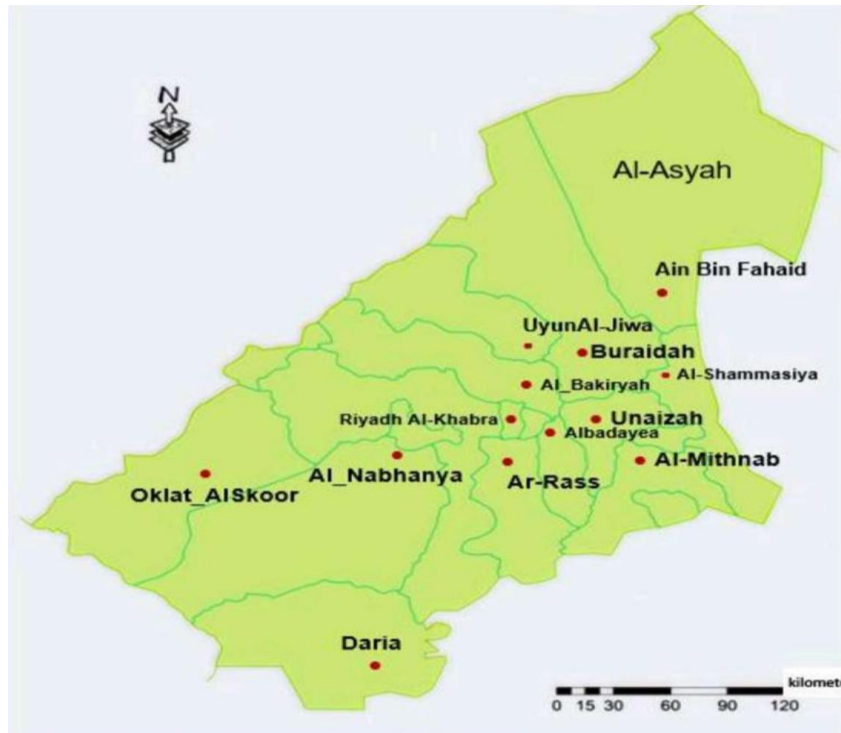 N
Al-Asyah
Ain Bin Fahaid
UyunAl-Jiwa
Buraidah
Al-Shammasiya
Al_Bakiryah
Riyadh Al-Khabra
Unaizah
Albadayea
Al-Mithnab
Al_Nabhanya
Ar-Rass
Oklat_AlSkoor
Daria
kilomet
0 15 30 60 90 120